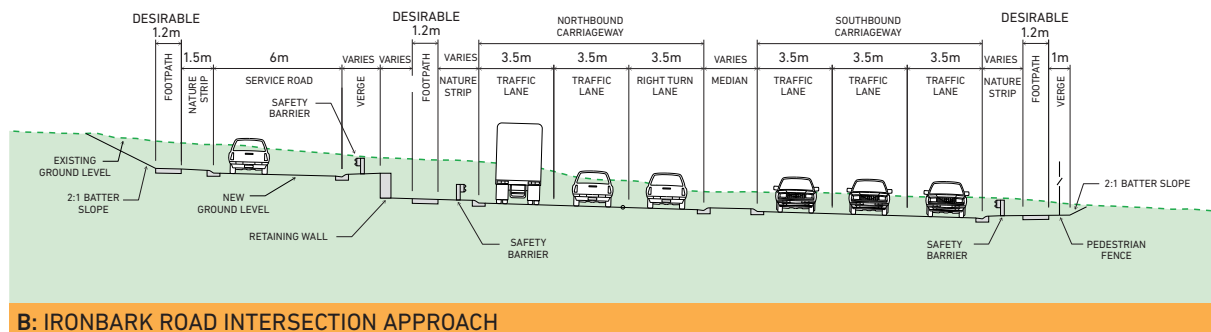 DESIRABLE
1.2m
DESIRABLE
1.2m
NORTHBOUND
CARRIAGEWAY
SOUTHBOUND
CARRIAGEWAY
DESIRABLE
1.2m
1.5m
6m
VARIES
VARIES
VARIES
3.5m
3.5m
3.5m
VARIES
3.5m
3.5m
3.5m
VARIES
1m
FOOTPATH
NATURE
STRIP
SERVICE ROAD
VERGE
FOOTPATH
NATURE
STRIP
TRAFFIC
LANE
TRAFFIC
LANE
RIGHT TURN
LANE
MEDIAN
TRAFFIC
LANE
TRAFFIC
LANE
TRAFFIC
LANE
NATURE
STRIP
FOOTPATH
VERGE
SAFETY
BARRIER
EXISTING
GROUND LEVEL
2:1 BATTER
SLOPE
NEW
GROUND LEVEL
RETAINING WALL
SAFETY
BARRIER
SAFETY
BARRIER
2:1 BATTER
SLOPE
PEDESTRIAN
FENCE
B: IRONBARK ROAD INTERSECTION APPROACH